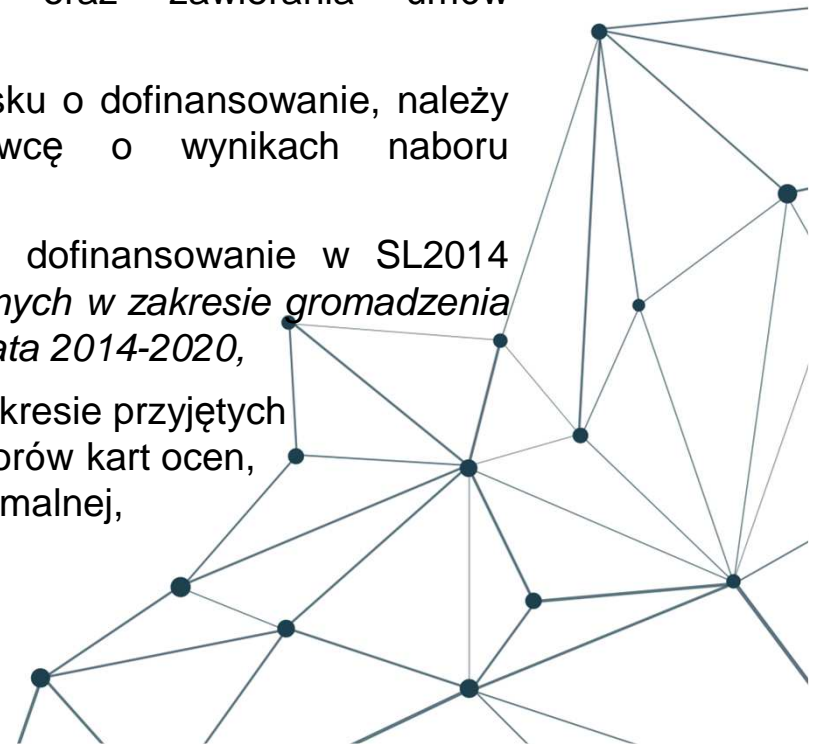 oraz zawierania umów
sku o dofinansowanie, należy
wcę o wynikach naboru
dofinansowanie w SL2014
nych w zakresie gromadzenia
ata 2014-2020,
kresie przyjętych
orów kart ocen,
malnej,